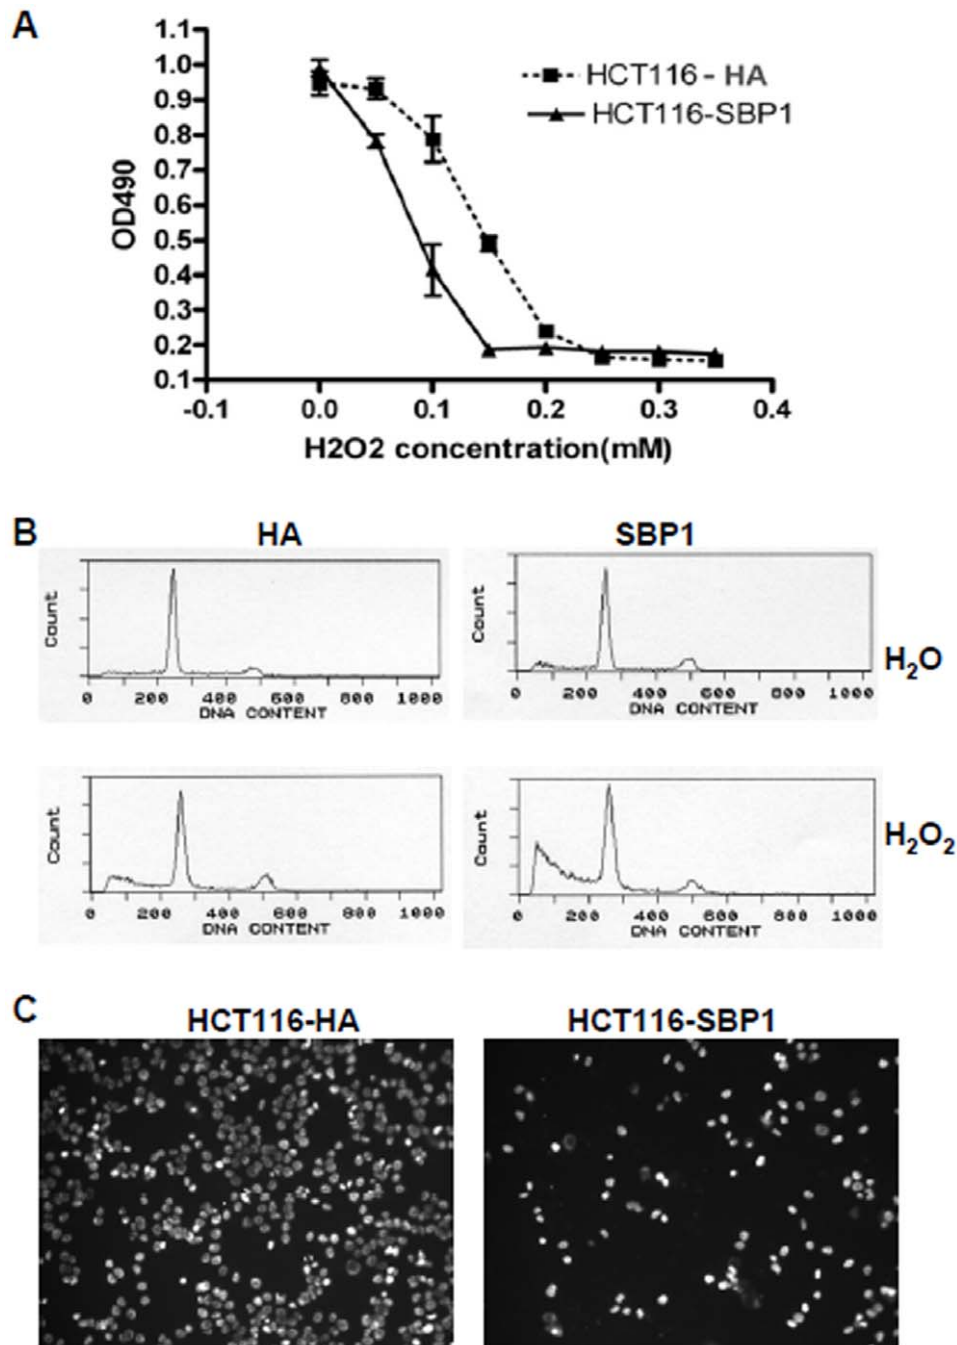 A
1.1
1.0
0.9
0.8
0.7
0.6
0.5
0.4
0.3
0.2
0.1
OD490
HCT116 - HA
HCT116-SBP1
-0.1 0.0 0.1 0.2 0.3 0.4
H2O2 concentration(mM)
B
HA SBP1
Count
0 200 400 600 800 1000
DNA CONTENT
Count
0 200 400 600 800 1000
DNA CONTENT
H2O
Count
0 200 400 600 800 1000
DNA CONTENT
Count
0 200 400 600 800 1000
DNA CONTENT
H2O2
C
HCT116-HA HCT116-SBP1